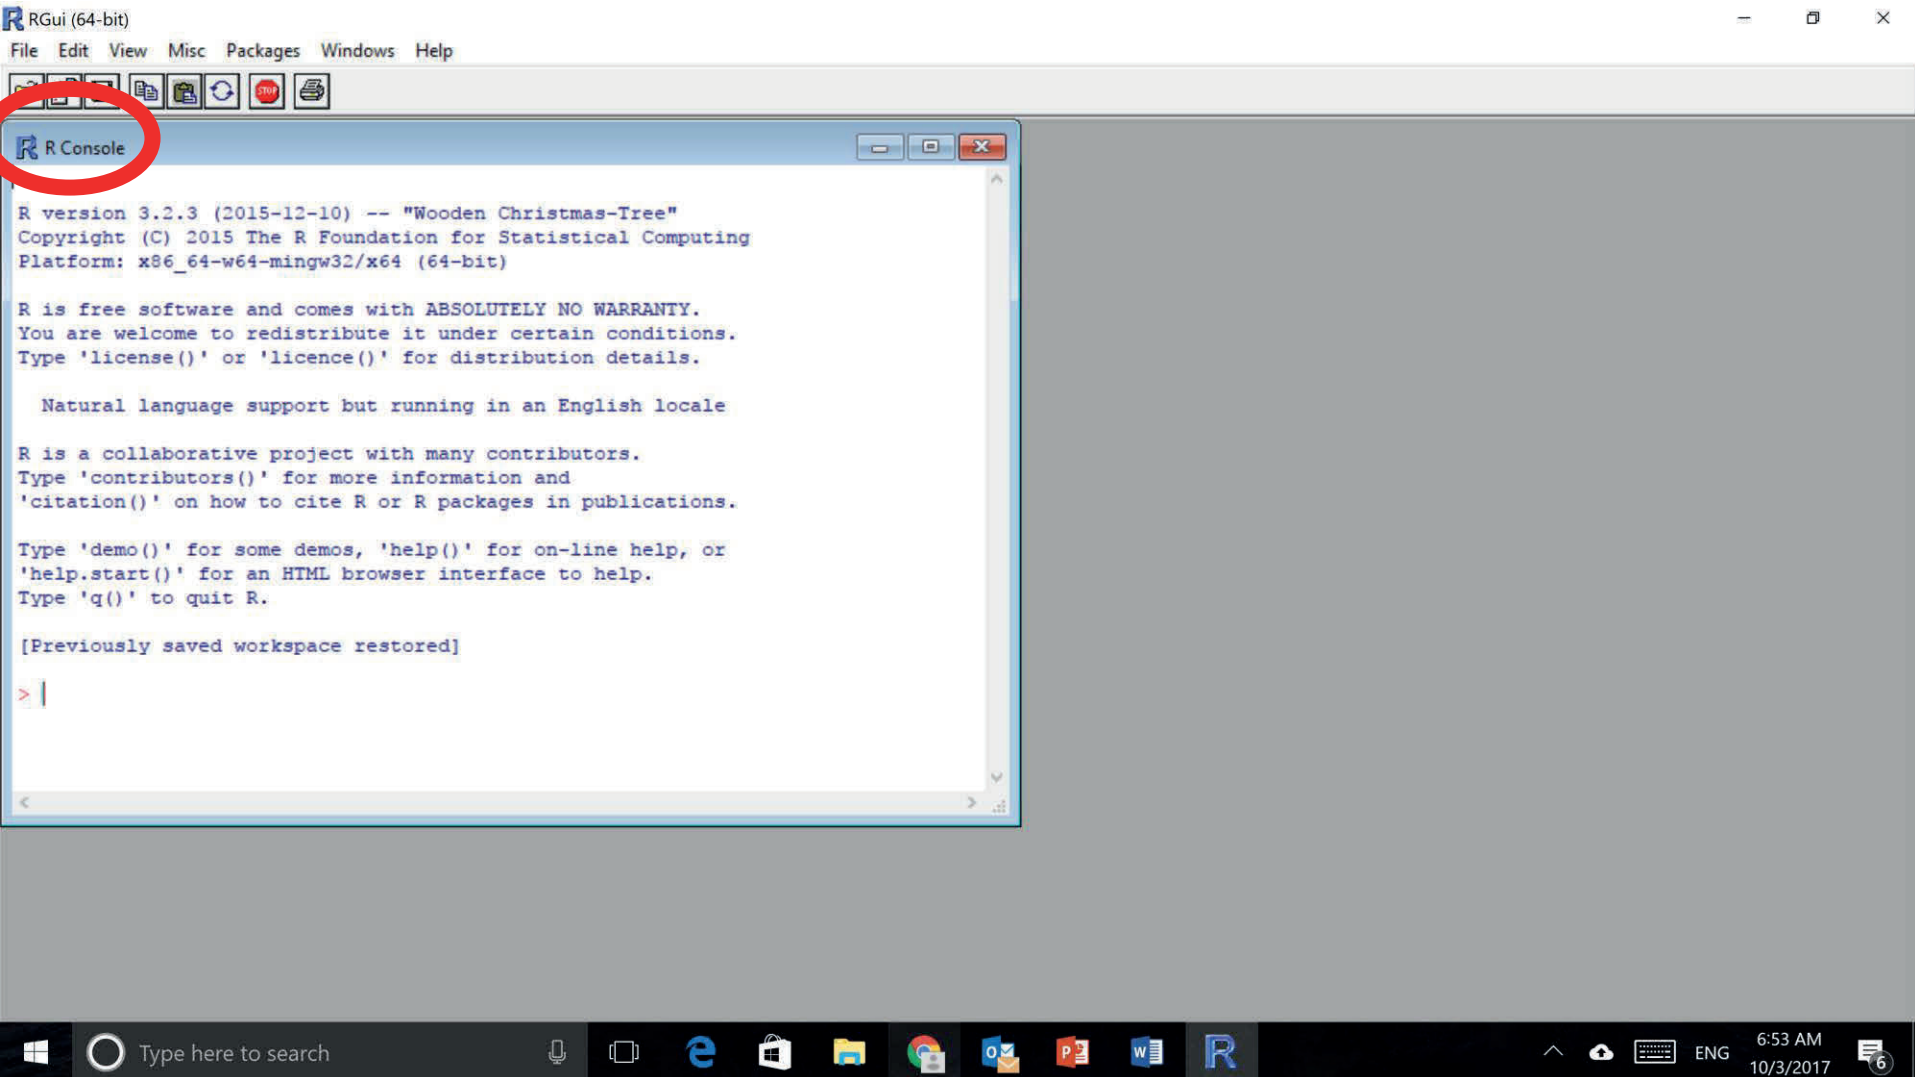 RGui (64-bit)
File Edit View Misc Packages Windows Help
STOP
R Console
R version 3.2.3 (2015-12-10) -- "Wooden Christmas-Tree"
Copyright (C) 2015 The R Foundation for Statistical Computing
Platform: x86_64-w64-mingw32/x64 (64-bit)
R is free software and comes with ABSOLUTELY NO WARRANTY.
You are welcome to redistribute it under certain conditions.
Type 'license()' or 'licence()' for distribution details.
Natural language support but running in an English locale
R is a collaborative project with many contributors.
Type 'contributors()' for more information and
'citation()' on how to cite R or R packages in publications.
Type 'demo()' for some demos, 'help()' for on-line help, or
'help.start()' for an HTML browser interface to help.
Type 'q()' to quit R.
[Previously saved workspace restored]
>
Type here to search
ENG
6:53 AM
10/3/2017
6